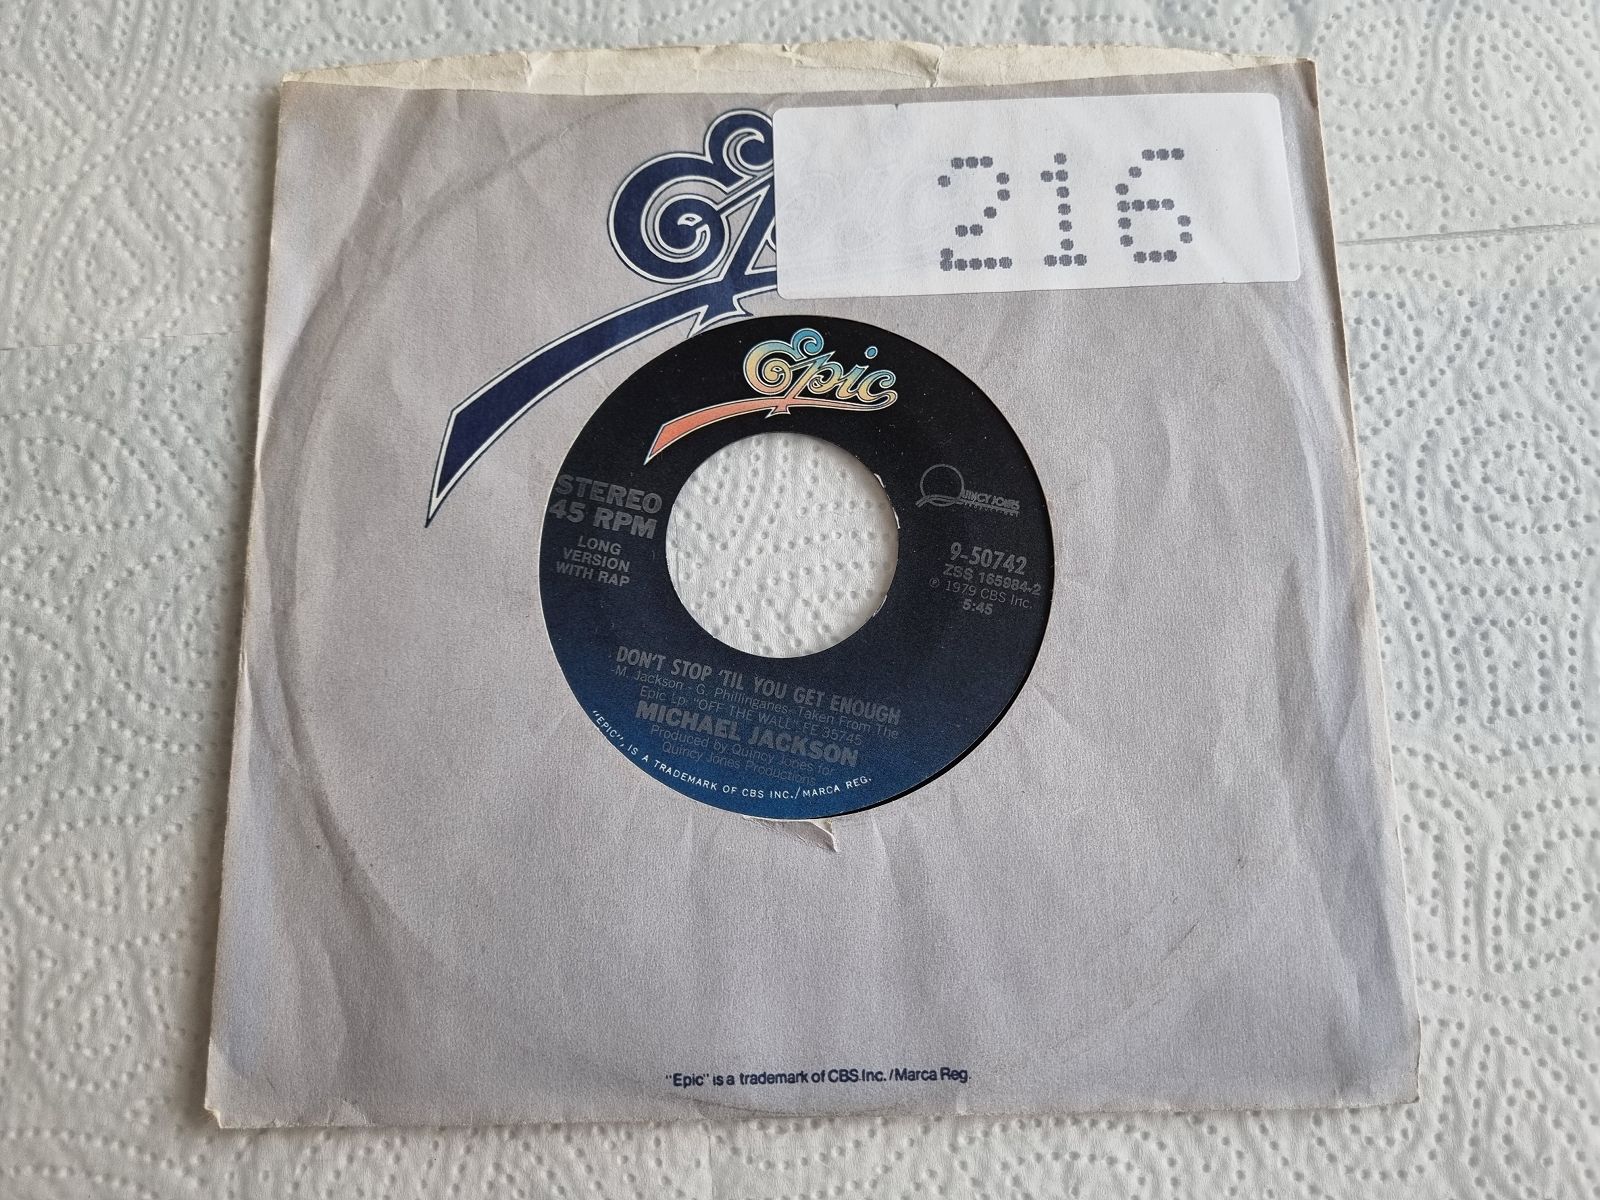 216
Epic
STEREO
45 RPM
LONG
VERSION
WITH RAP
QUINCY JONES
PRODUCTIONS
9-50742
ZSS 165984-2
℗ 1979 CBS Inc.
5:45
DON'T STOP 'TIL YOU GET ENOUGH
-M. Jackson - G. Phillinganes- Taken From The
Epic Lp: "OFF THE WALL" FE 35745
MICHAEL JACKSON
Produced by Quincy Jones for
Quincy Jones Productions
"EPIC", IS A TRADEMARK OF CBS INC./MARCA REG.
"Epic" is a trademark of CBS Inc. /Marca Reg.